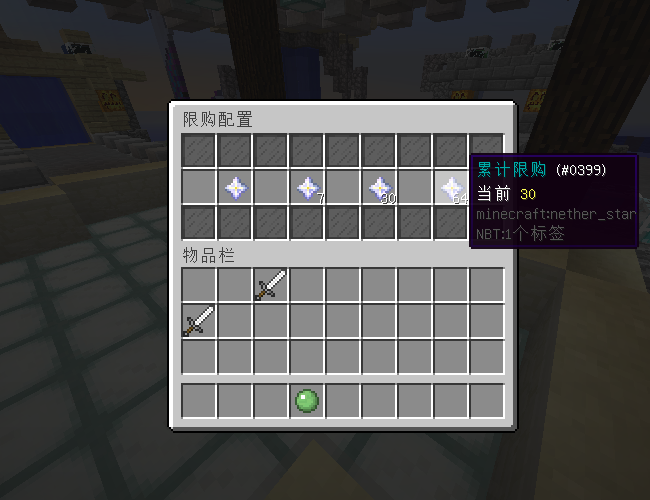 限购配置
7
30
64
累计限购 (#0399)
当前 30
minecraft:nether_star
NBT:1个标签
物品栏